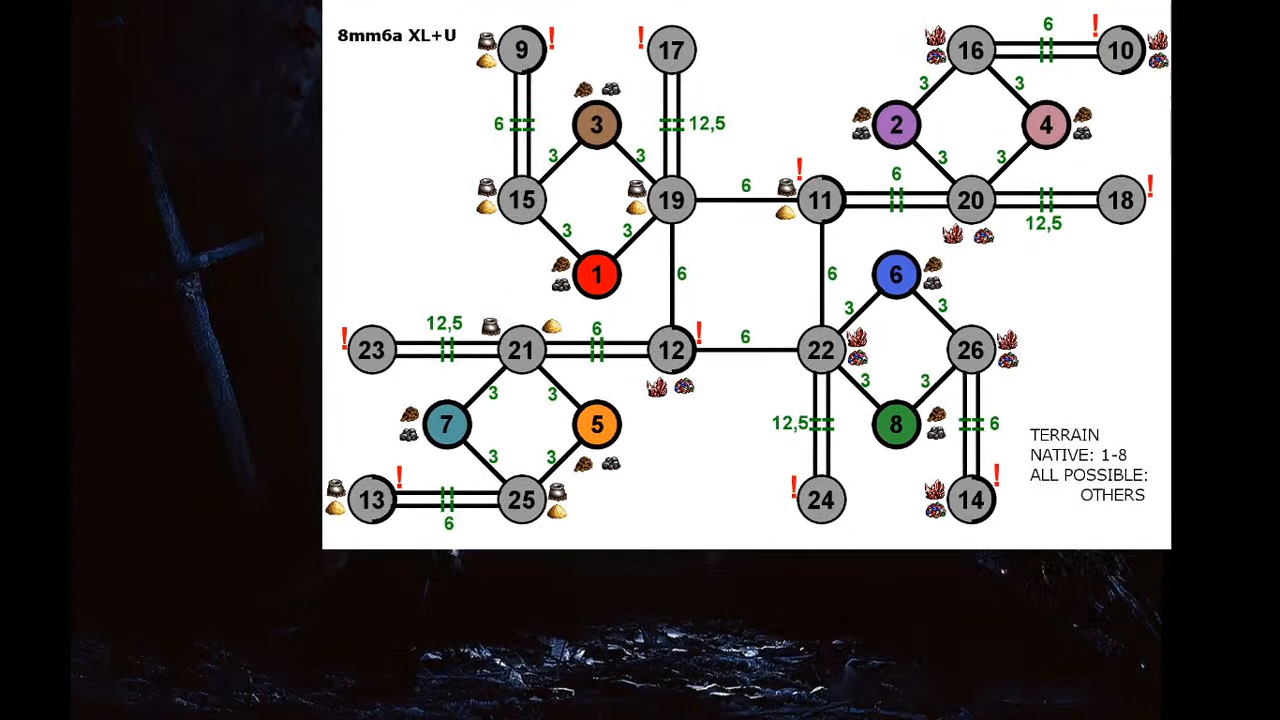 8mm6a XL+U
9 ! ! 17 16 6 ! 10
6 3 12,5 3 3 2 4
3 3 3 3
15 19 6 ! 11 6 20 12,5 18 !
3 3
1 6 6 6
3 3
! 23 12,5 21 6 12 ! 6 22 26
3 3 3 3
7 5 12,5 8 6
3 3
! 13 6 25 ! 24 14 !
TERRAIN
NATIVE: 1-8
ALL POSSIBLE:
OTHERS